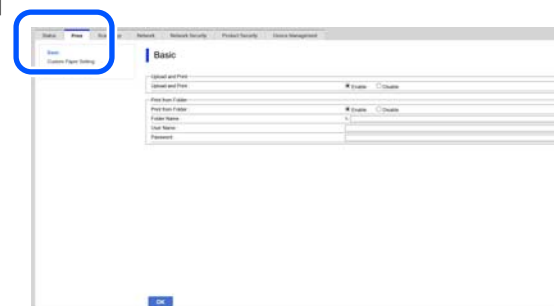 Status Print Network Network Security Product Security Device Management
Basic
Custom Paper Setting
Basic
Upload and Print
Upload and Print Enable Disable
Print from Folder
Print from Folder Enable Disable
Folder Name
User Name
Password
OK